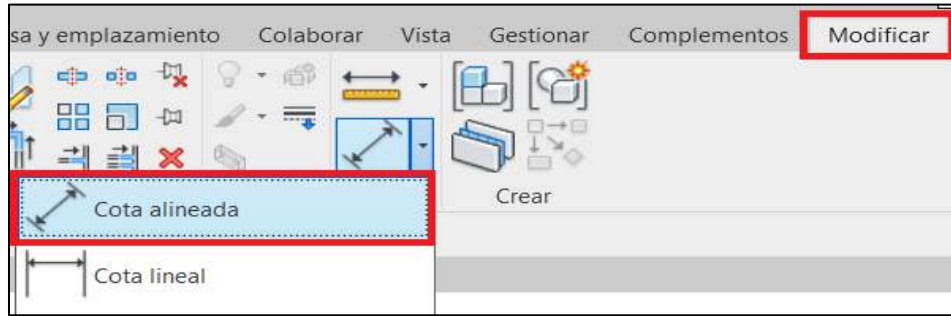 sa y emplazamiento Colaborar Vista Gestionar Complementos Modificar
Crear
Cota alineada
Cota lineal